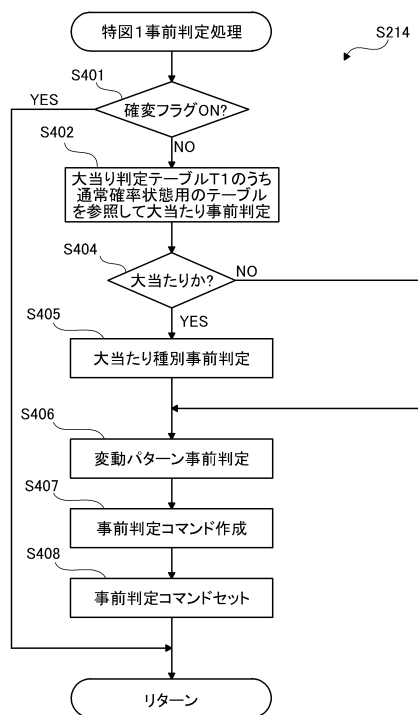 特図1事前判定処理
S214
S401
確変フラグON?
YES
NO
S402
大当り判定テーブルT1のうち
通常確率状態用のテーブル
を参照して大当たり事前判定
S404
大当たりか?
NO
YES
S405
大当たり種別事前判定
S406
変動パターン事前判定
S407
事前判定コマンド作成
S408
事前判定コマンドセット
リターン